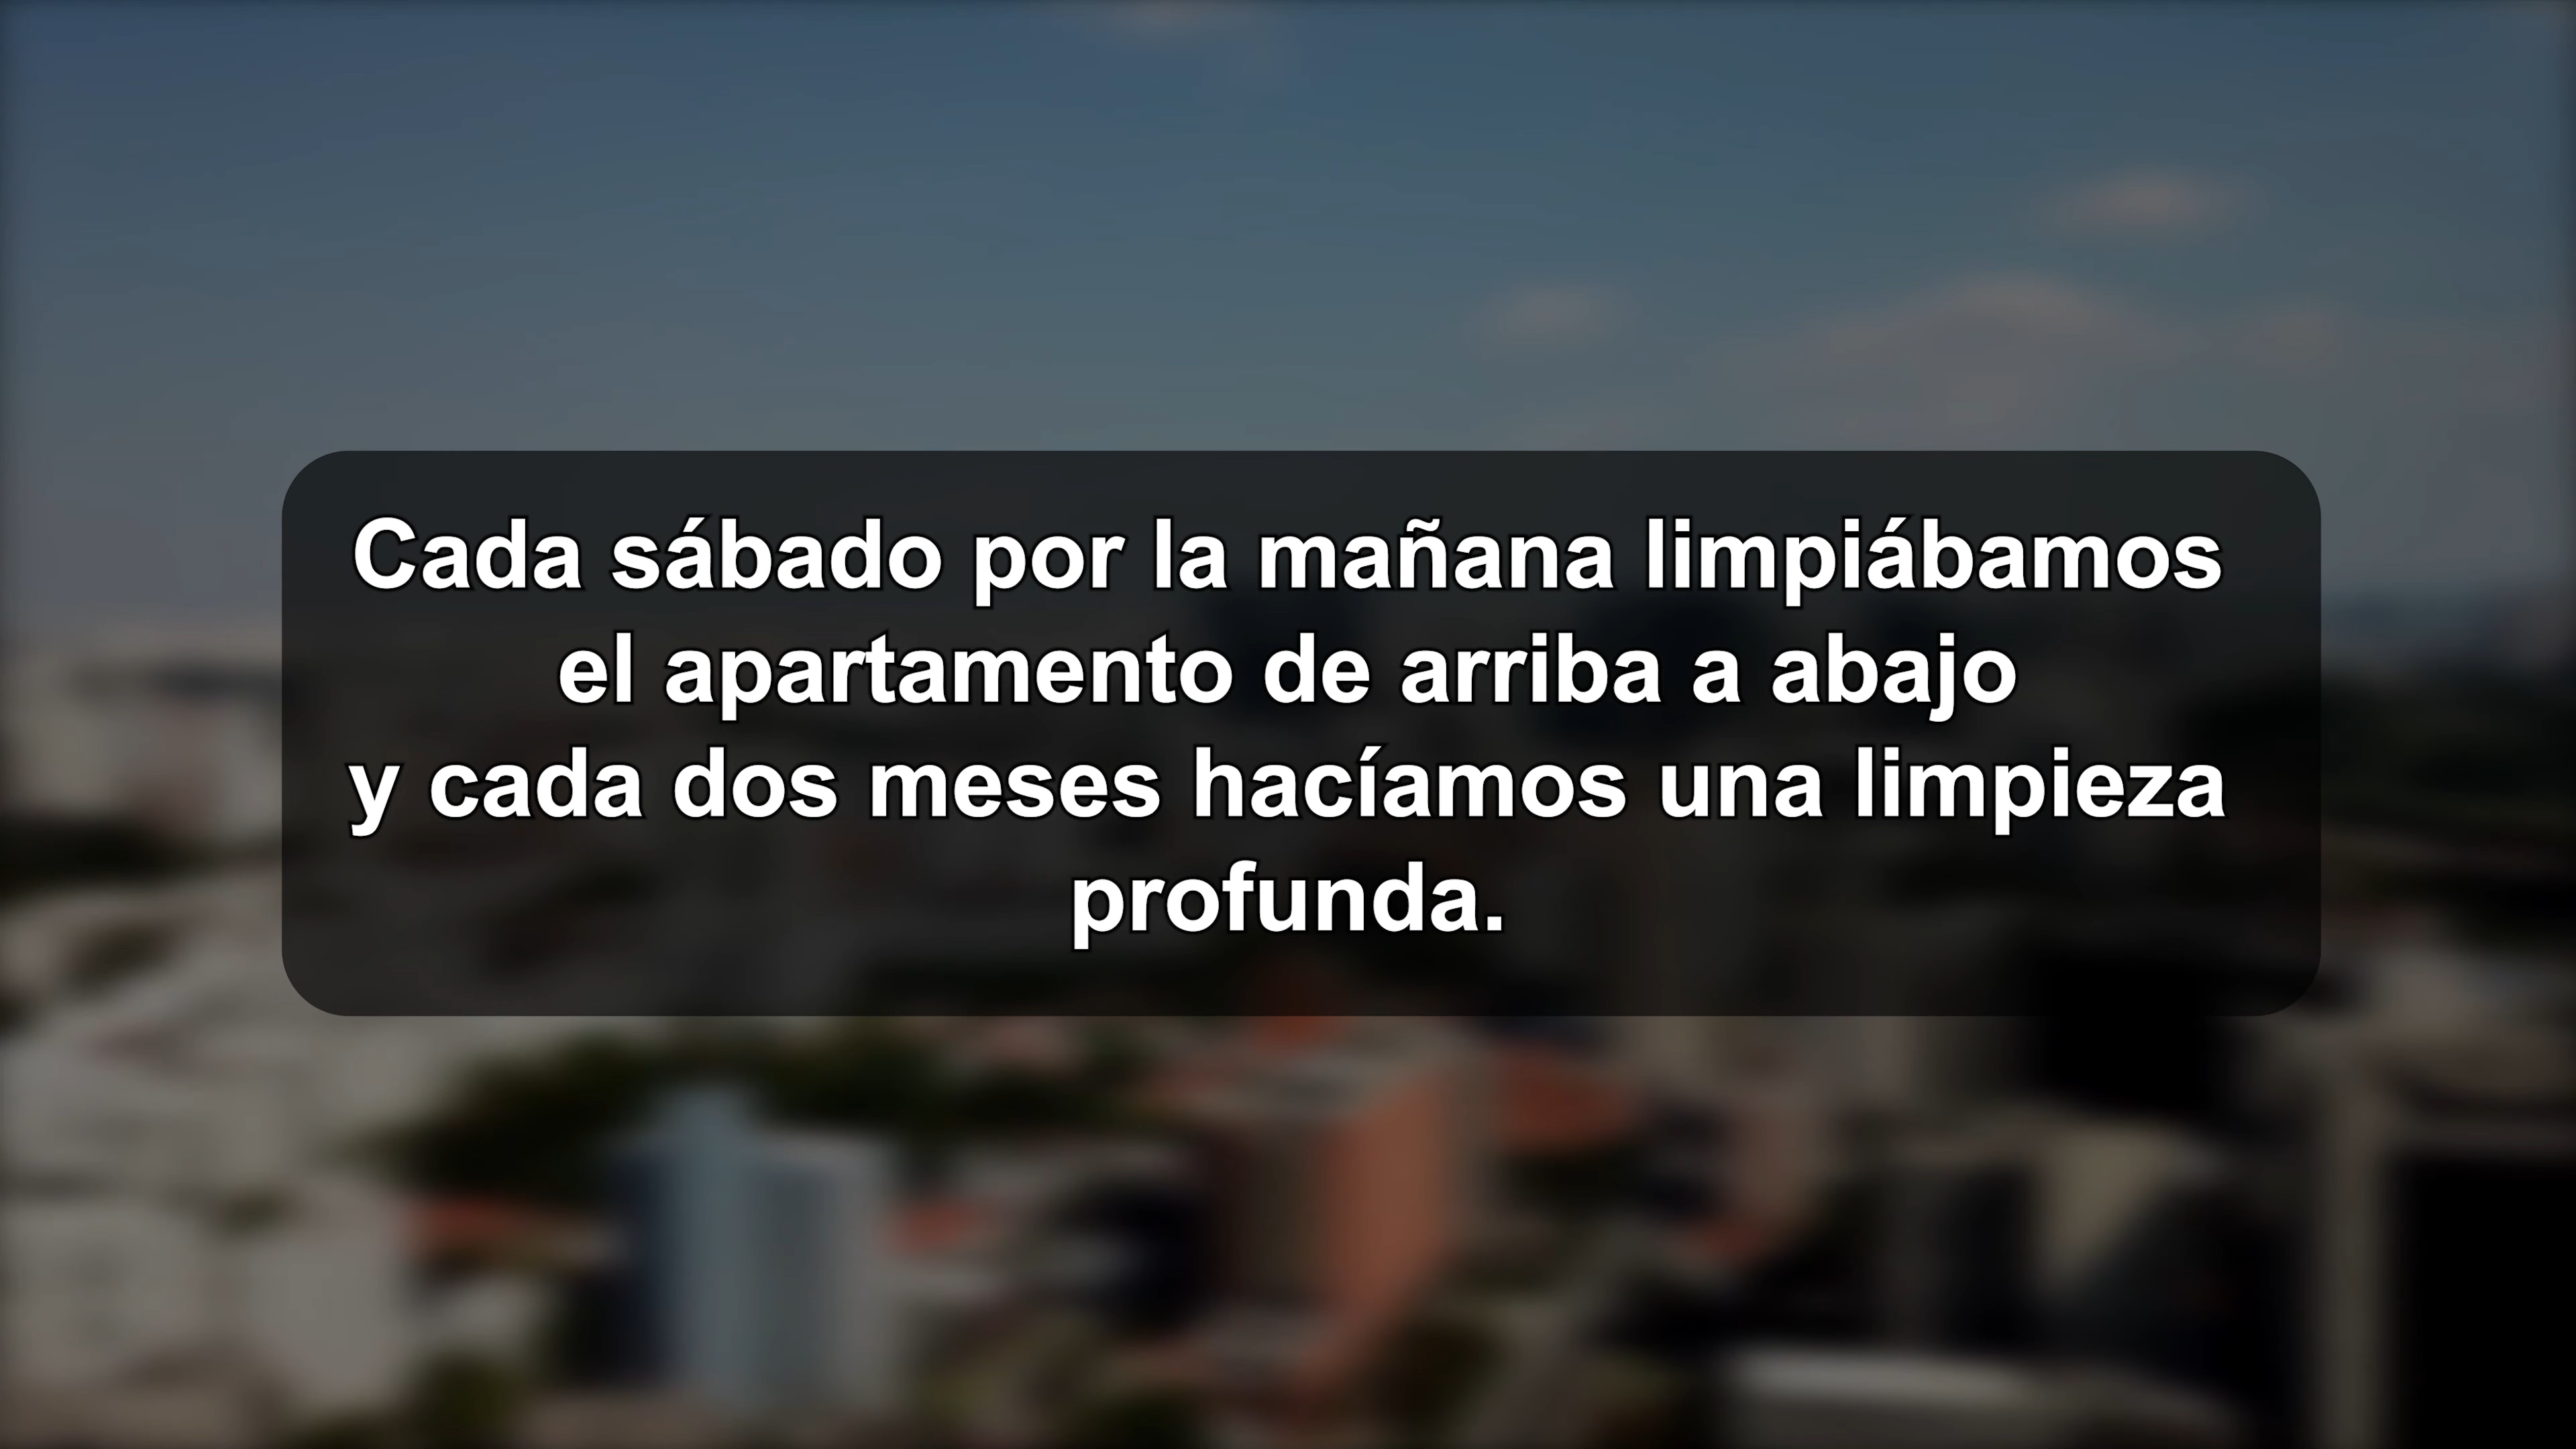 Cada sábado por la mañana limpiábamos
el apartamento de arriba a abajo
y cada dos meses hacíamos una limpieza
profunda.